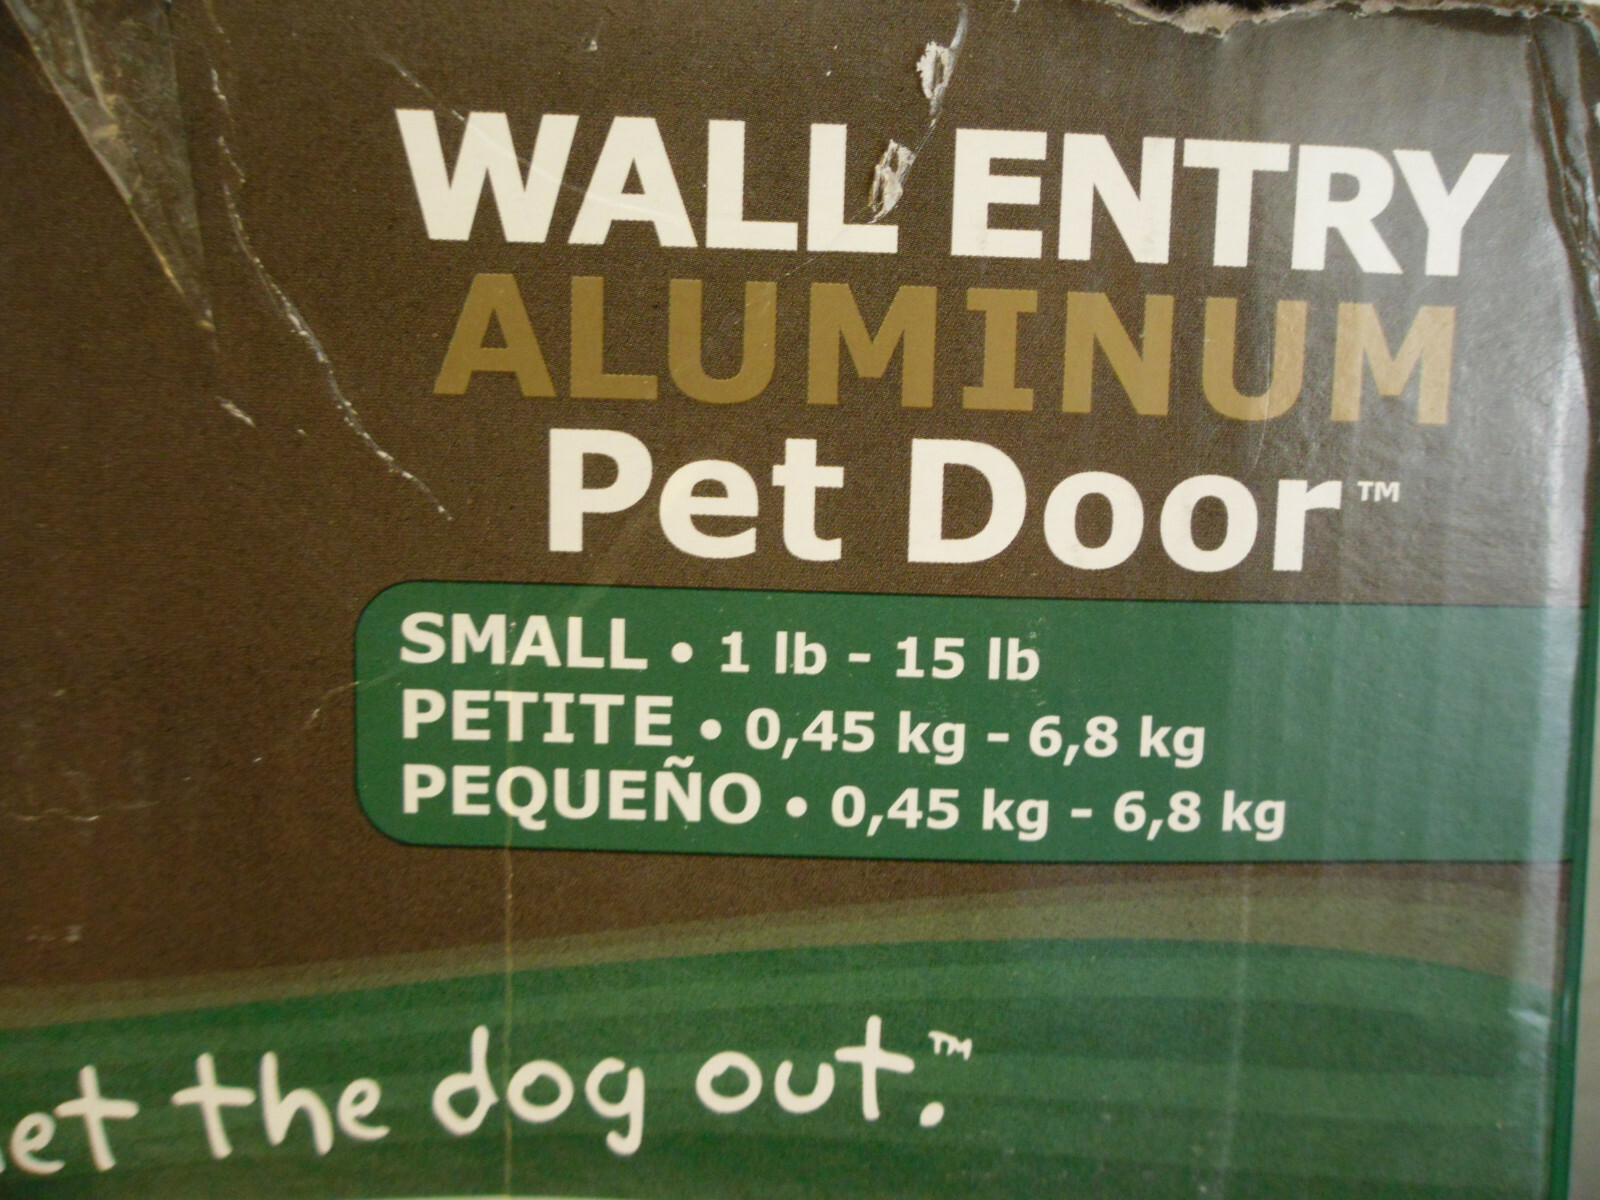 WALL ENTRY
ALUMINUM
Pet Door™
SMALL • 1 lb - 15 lb
PETITE • 0,45 kg - 6,8 kg
PEQUEÑO • 0,45 kg - 6,8 kg
the dog out.™